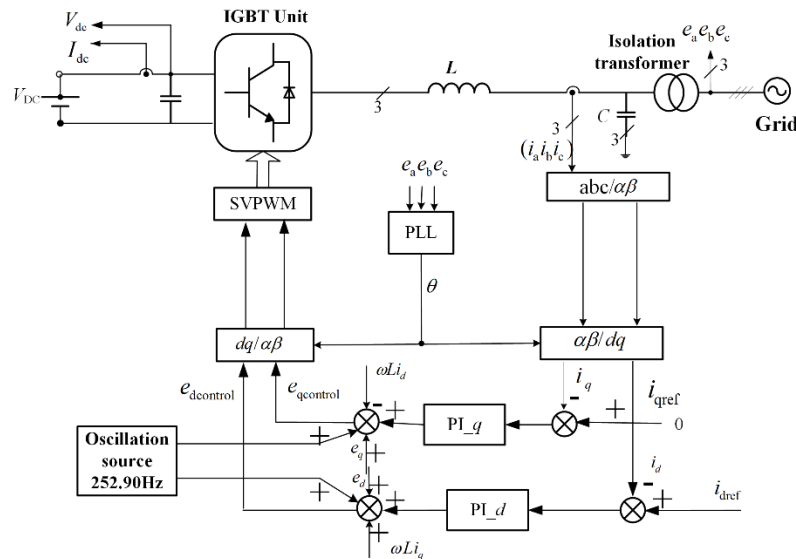 IGBT Unit
V_dc
I_dc
V_DC
L
3
3
C
3
(i_a i_b i_c)
Isolation
transformer
e_a e_b e_c
3
Grid
SVPWM
e_a e_b e_c
PLL
θ
abc/αβ
dq/αβ
αβ/dq
e_dcontrol
e_qcontrol
ωLi_d
-
+
+
e_q
+
PI_q
i_q
-
+
i_qref
0
Oscillation
source
252.90Hz
+
e_d
+
+
+
ωLi_q
PI_d
i_d
-
+
i_dref